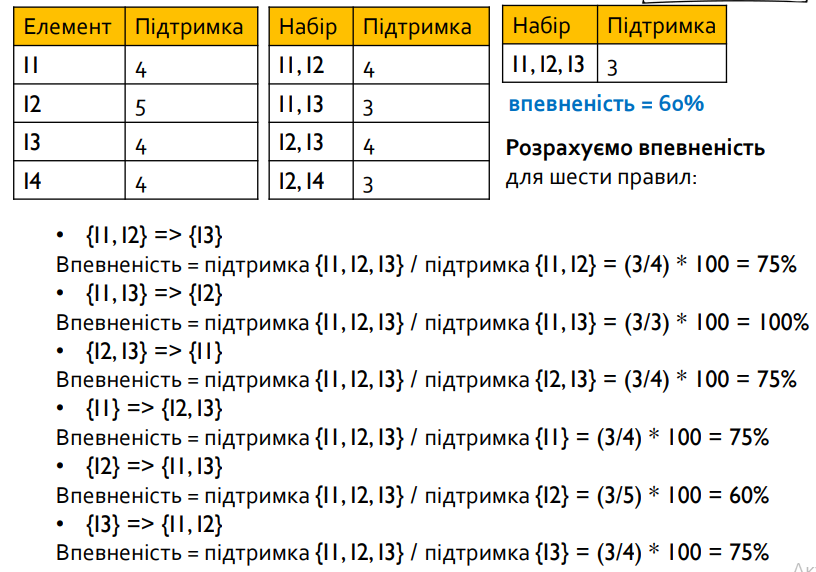 Елемент Підтримка
I1 4
I2 5
I3 4
I4 4
Набір Підтримка
I1, I2 4
I1, I3 3
I2, I3 4
I2, I4 3
Набір Підтримка
I1, I2, I3 3
впевненість = 60%
Розрахуємо впевненість
для шести правил:
• {I1, I2} => {I3}
Впевненість = підтримка {I1, I2, I3} / підтримка {I1, I2} = (3/4) * 100 = 75%
• {I1, I3} => {I2}
Впевненість = підтримка {I1, I2, I3} / підтримка {I1, I3} = (3/3) * 100 = 100%
• {I2, I3} => {I1}
Впевненість = підтримка {I1, I2, I3} / підтримка {I2, I3} = (3/4) * 100 = 75%
• {I1} => {I2, I3}
Впевненість = підтримка {I1, I2, I3} / підтримка {I1} = (3/4) * 100 = 75%
• {I2} => {I1, I3}
Впевненість = підтримка {I1, I2, I3} / підтримка {I2} = (3/5) * 100 = 60%
• {I3} => {I1, I2}
Впевненість = підтримка {I1, I2, I3} / підтримка {I3} = (3/4) * 100 = 75%